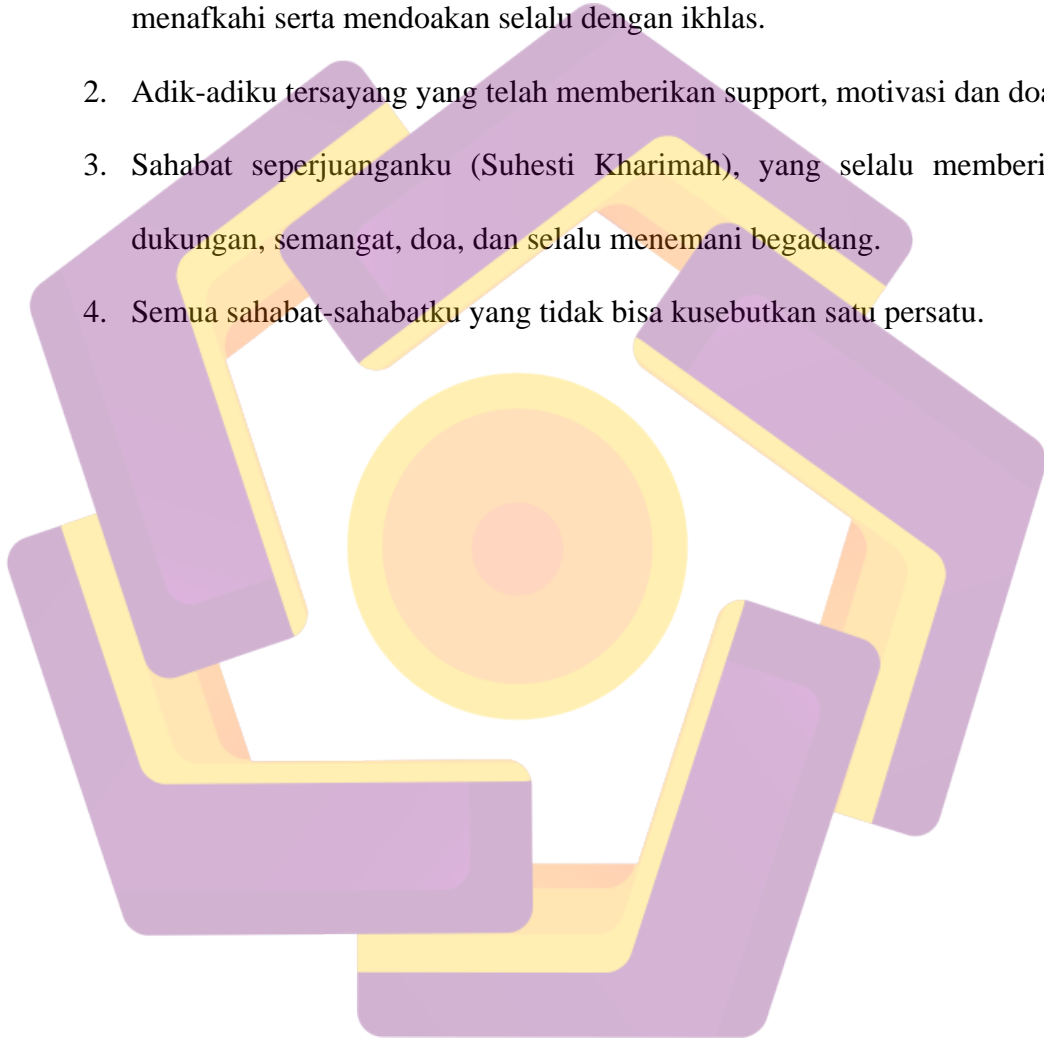 menafkahi serta mendoakan selalu dengan ikhlas.
2. Adik-adiku tersayang yang telah memberikan support, motivasi dan doa
3. Sahabat seperjuanganku (Suhesti Kharimah), yang selalu memberi
dukungan, semangat, doa, dan selalu menemani begadang.
4. Semua sahabat-sahabatku yang tidak bisa kusebutkan satu persatu.